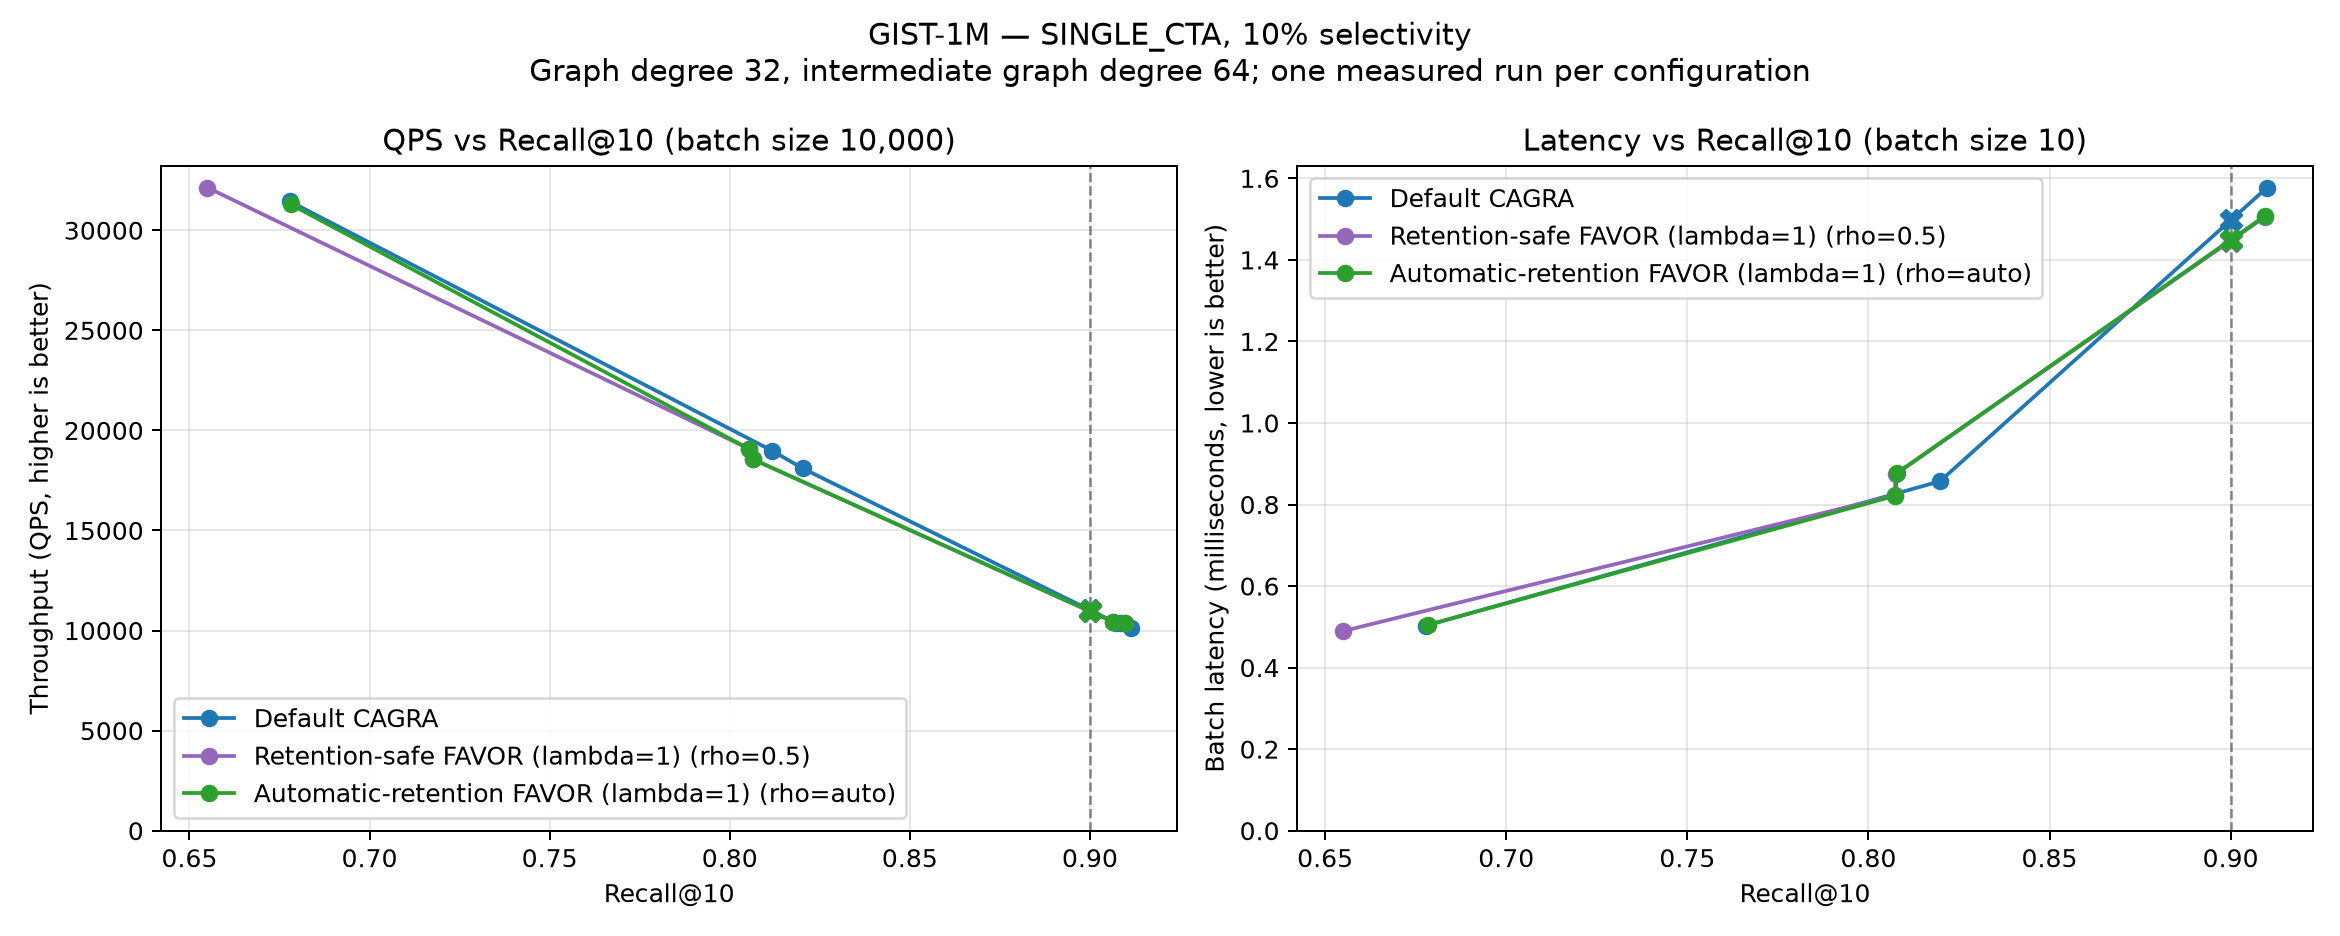 GIST-1M — SINGLE_CTA, 10% selectivity
Graph degree 32, intermediate graph degree 64; one measured run per configuration
QPS vs Recall@10 (batch size 10,000)
Throughput (QPS, higher is better)
30000
25000
20000
15000
10000
5000
0
Default CAGRA
Retention-safe FAVOR (lambda=1) (rho=0.5)
Automatic-retention FAVOR (lambda=1) (rho=auto)
0.65 0.70 0.75 0.80 0.85 0.90
Recall@10
Latency vs Recall@10 (batch size 10)
Batch latency (milliseconds, lower is better)
1.6
1.4
1.2
1.0
0.8
0.6
0.4
0.2
0.0
Default CAGRA
Retention-safe FAVOR (lambda=1) (rho=0.5)
Automatic-retention FAVOR (lambda=1) (rho=auto)
0.65 0.70 0.75 0.80 0.85 0.90
Recall@10